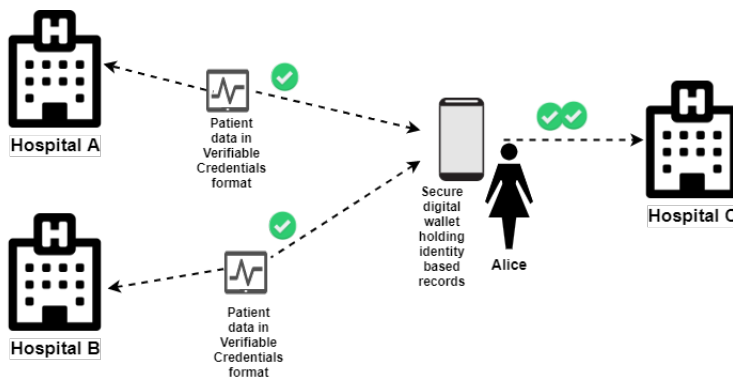 H
Hospital A
Patient
data in
Verifiable
Credentials
format
H
Hospital B
Patient
data in
Verifiable
Credentials
format
Secure
digital
wallet
holding
identity
based
records
Alice
H
Hospital C